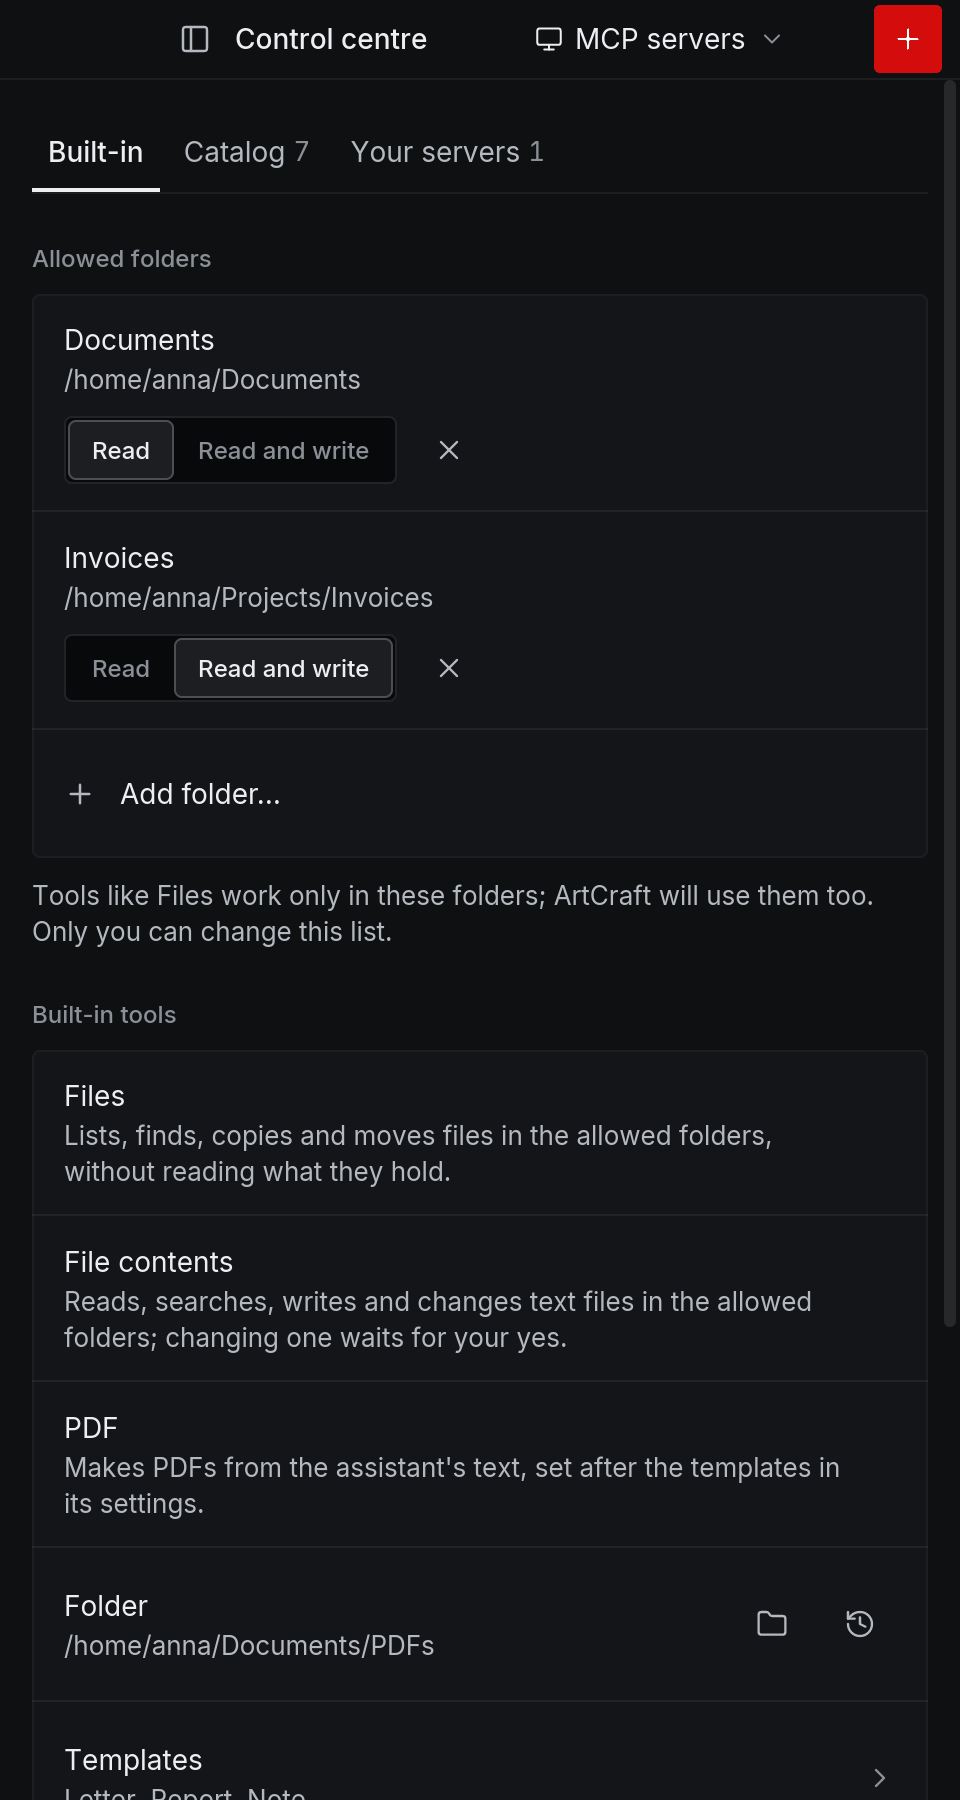 Control centre
MCP servers
Built-in
Catalog 7
Your servers 1
Allowed folders
Documents
/home/anna/Documents
Read
Read and write
Invoices
/home/anna/Projects/Invoices
Read
Read and write
Add folder...
Tools like Files work only in these folders; ArtCraft will use them too.
Only you can change this list.
Built-in tools
Files
Lists, finds, copies and moves files in the allowed folders,
without reading what they hold.
File contents
Reads, searches, writes and changes text files in the allowed
folders; changing one waits for your yes.
PDF
Makes PDFs from the assistant's text, set after the templates in
its settings.
Folder
/home/anna/Documents/PDFs
Templates
Letter, Report, Note